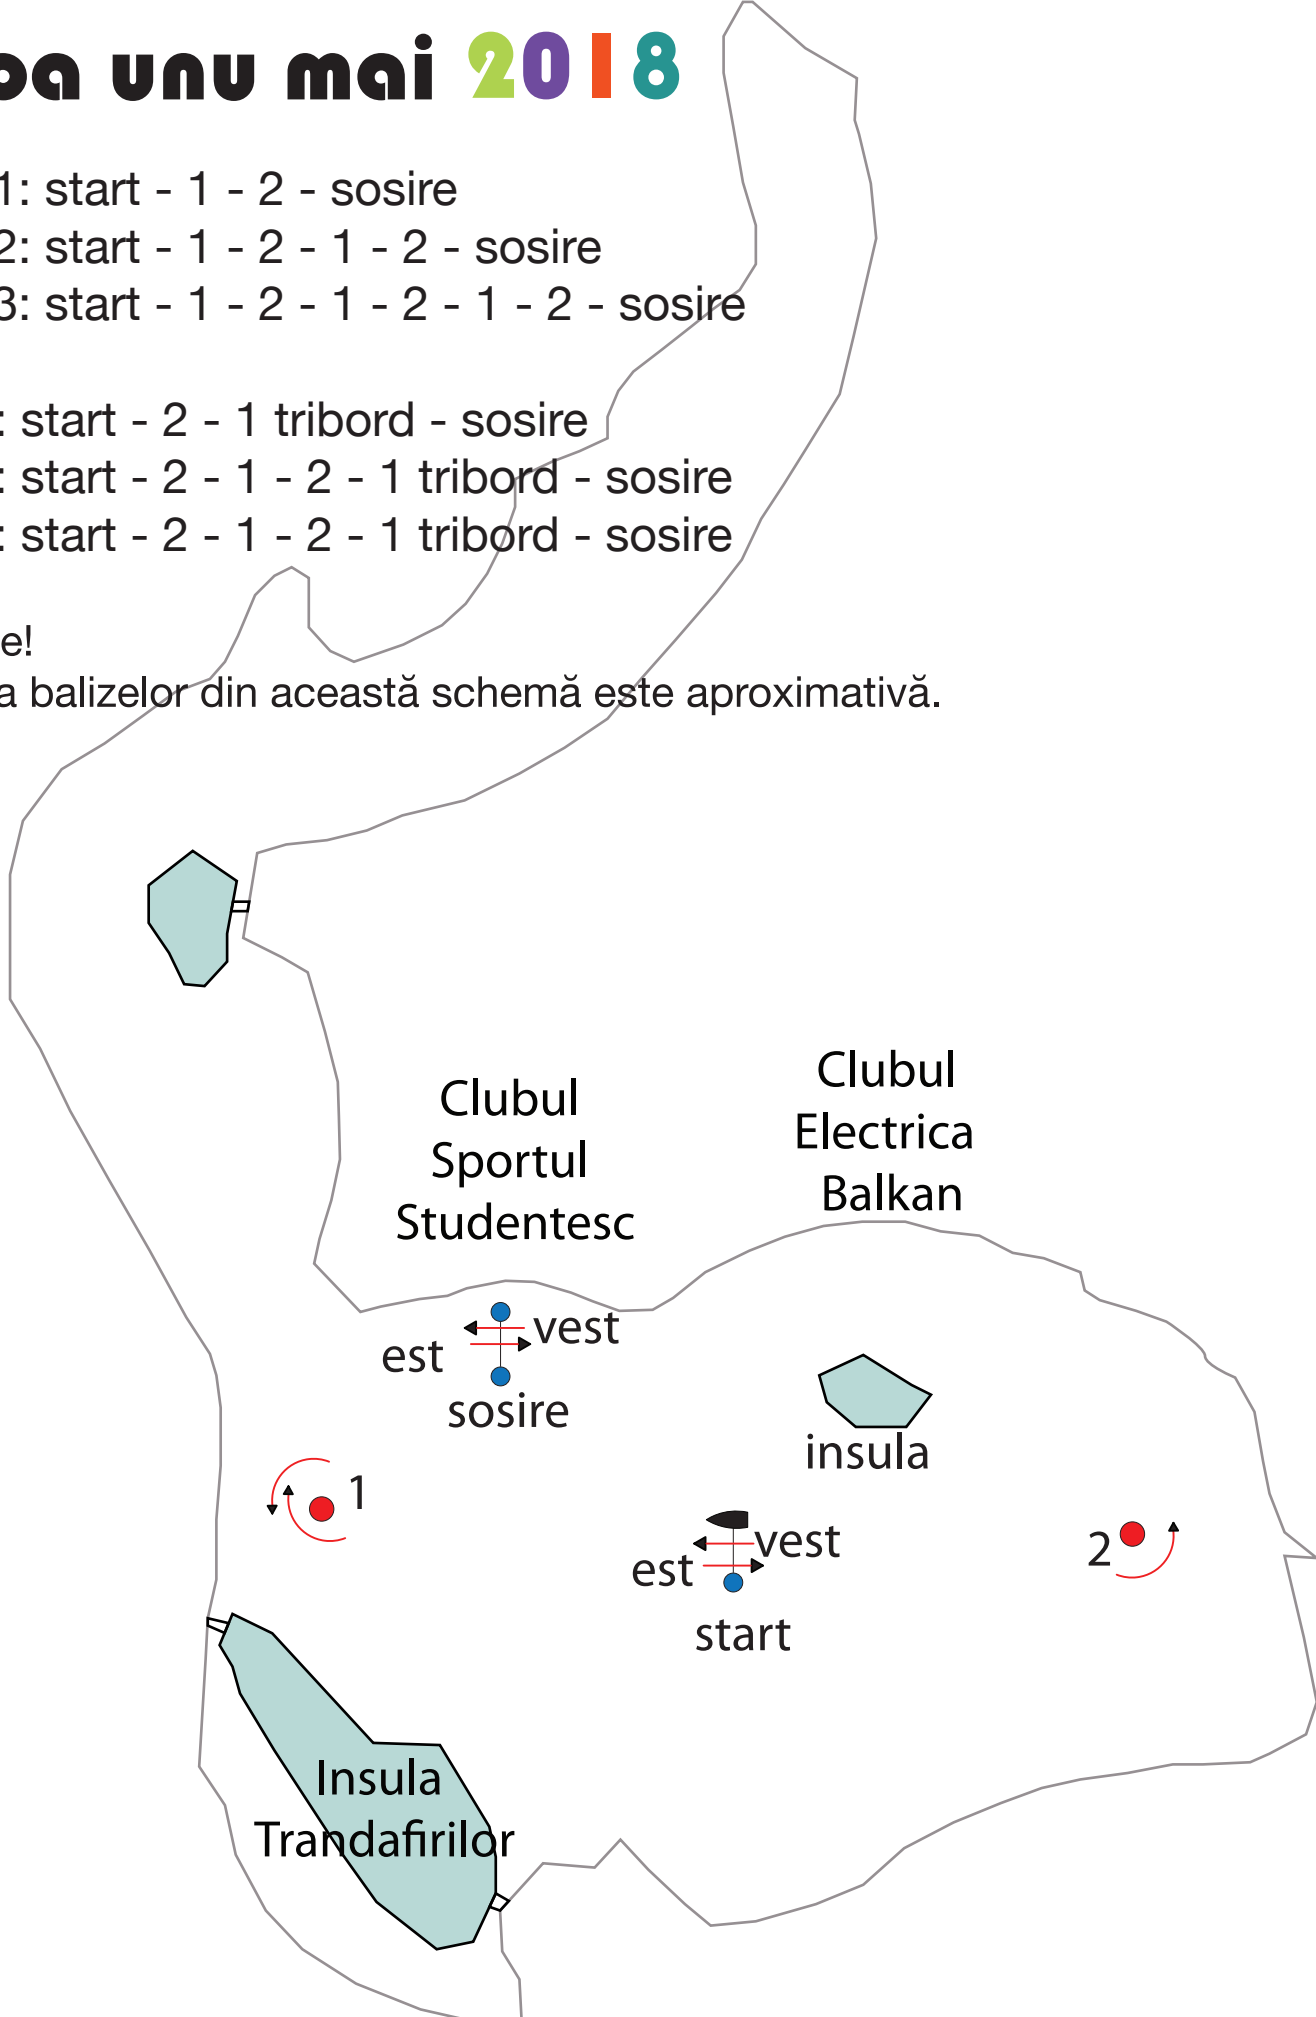 pa unu mai 2018
1: start - 1 - 2 - sosire
2: start - 1 - 2 - 1 - 2 - sosire
3: start - 1 - 2 - 1 - 2 - 1 - 2 - sosire
: start - 2 - 1 tribord - sosire
: start - 2 - 1 - 2 - 1 tribord - sosire
: start - 2 - 1 - 2 - 1 tribord - sosire
e!
a balizelor din această schemă este aproximativă.
Clubul
Sportul
Studentesc
Clubul
Electrica
Balkan
vest
est
sosire
insula
1
vest
est
start
2
Insula
Trandafirilor